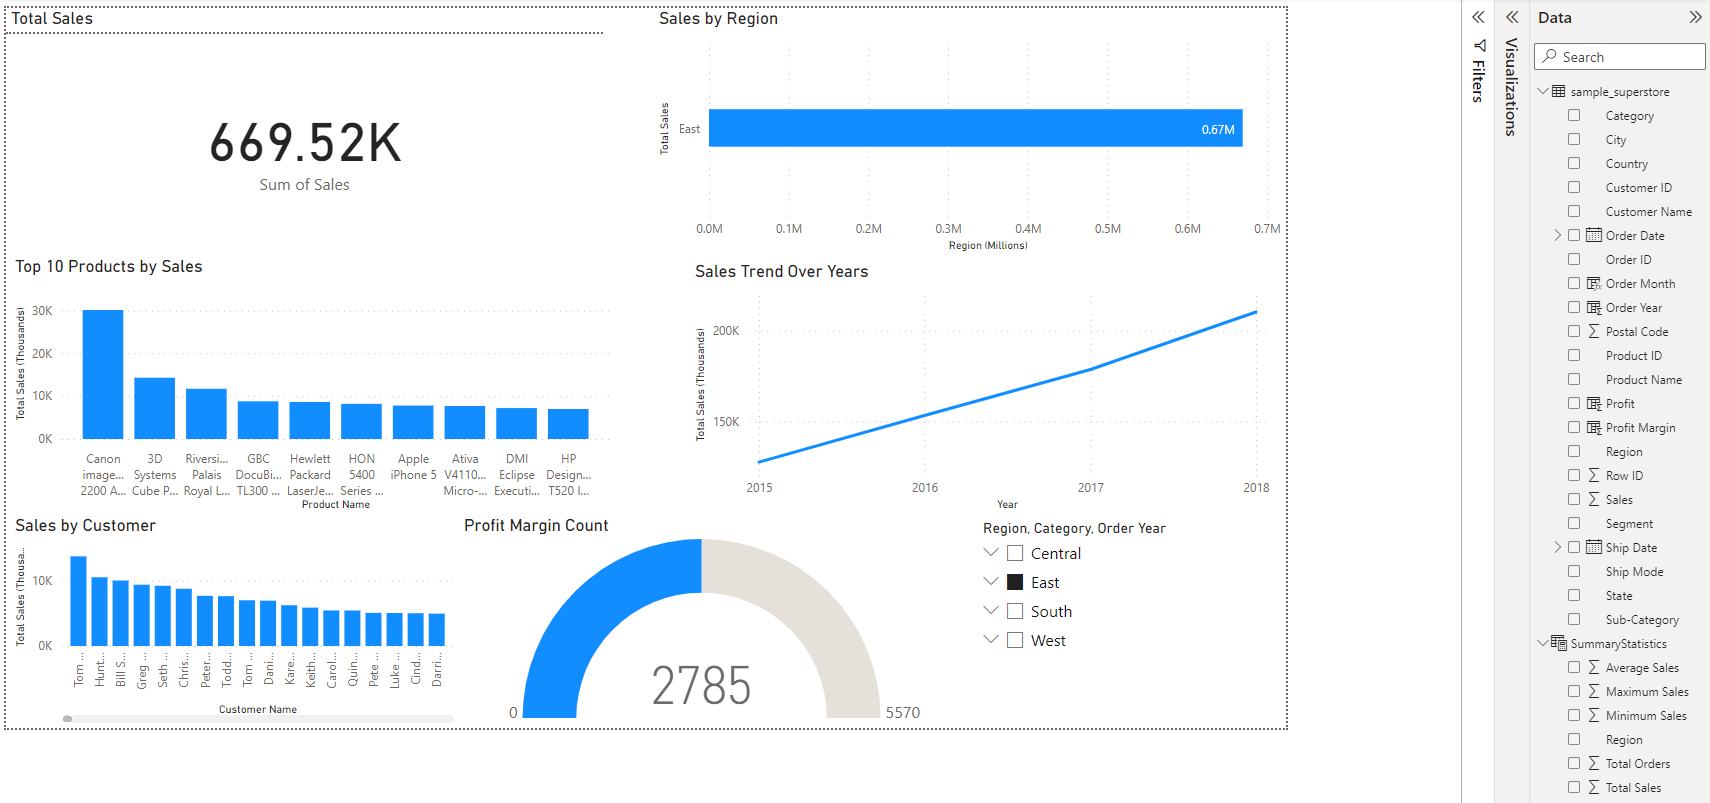 Total Sales
669.52K
Sum of Sales
Sales by Region
Total Sales
East
0.67M
0.0M 0.1M 0.2M 0.3M 0.4M 0.5M 0.6M 0.7M
Region (Millions)
Top 10 Products by Sales
Total Sales (Thousands)
30K
20K
10K
0K
Canon image... 2200 A...
3D Systems Cube P...
Riversi... Palais Royal L...
GBC DocuBi... TL300 ...
Hewlett Packard LaserJe...
HON 5400 Series ...
Apple iPhone 5
Ativa V4110... Micro-...
DMI Eclipse Executi...
HP Design... T520 I...
Product Name
Sales Trend Over Years
Total Sales (Thousands)
200K
150K
2015 2016 2017 2018
Year
Sales by Customer
Total Sales (Thousa...
10K
0K
Tom ...
Hunt...
Bill S...
Greg ...
Seth ...
Chris...
Peter...
Todd...
Tom ...
Dani...
Kare...
Keith...
Carol...
Quin...
Pete ...
Luke ...
Cind...
Darri...
Customer Name
Profit Margin Count
2785
0
5570
Region, Category, Order Year
Central
East
South
West
Filters
Visualizations
Data
Search
sample_superstore
Category
City
Country
Customer ID
Customer Name
Order Date
Order ID
Order Month
Order Year
Postal Code
Product ID
Product Name
Profit
Profit Margin
Region
Row ID
Sales
Segment
Ship Date
Ship Mode
State
Sub-Category
SummaryStatistics
Average Sales
Maximum Sales
Minimum Sales
Region
Total Orders
Total Sales